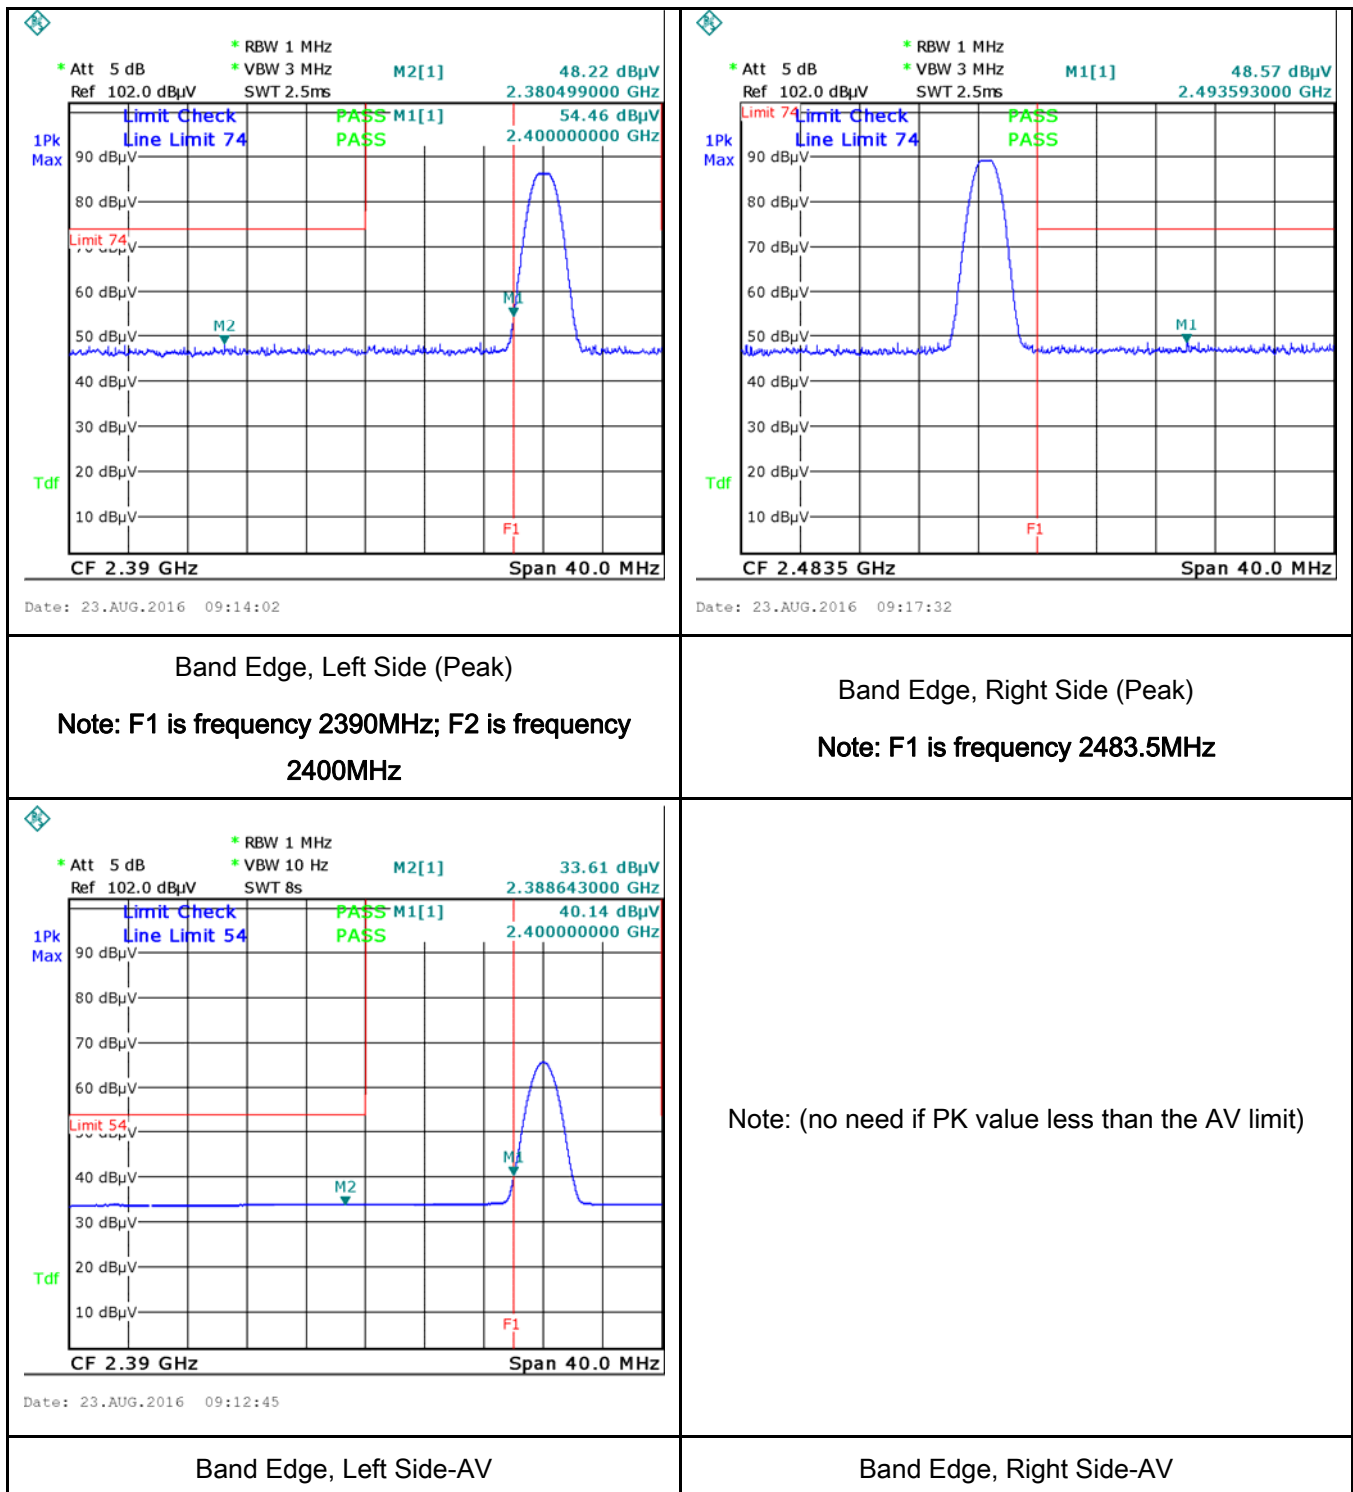 * RBW 1 MHz
* Att 5 dB * VBW 3 MHz M2[1] 48.22 dBµV
Ref 102.0 dBµV SWT 2.5ms 2.380499000 GHz
Limit Check PASS M1[1] 54.46 dBµV
1Pk Line Limit 74 PASS 2.400000000 GHz
Max 90 dBµV
80 dBµV
Limit 74
70 dBµV
60 dBµV M1
M2
50 dBµV
40 dBµV
30 dBµV
20 dBµV
Tdf
10 dBµV
F1
CF 2.39 GHz Span 40.0 MHz
Date: 23.AUG.2016 09:14:02
* RBW 1 MHz
* Att 5 dB * VBW 3 MHz M1[1] 48.57 dBµV
Ref 102.0 dBµV SWT 2.5ms 2.493593000 GHz
Limit 74 Limit Check PASS
1Pk Line Limit 74 PASS
Max 90 dBµV
80 dBµV
70 dBµV
60 dBµV
M1
50 dBµV
40 dBµV
30 dBµV
20 dBµV
Tdf
10 dBµV
F1
CF 2.4835 GHz Span 40.0 MHz
Date: 23.AUG.2016 09:17:32
Band Edge, Left Side (Peak)
Note: F1 is frequency 2390MHz; F2 is frequency
2400MHz
Band Edge, Right Side (Peak)
Note: F1 is frequency 2483.5MHz
* RBW 1 MHz
* Att 5 dB * VBW 10 Hz M2[1] 33.61 dBµV
Ref 102.0 dBµV SWT 8s 2.388643000 GHz
Limit Check PASS M1[1] 40.14 dBµV
1Pk Line Limit 54 PASS 2.400000000 GHz
Max 90 dBµV
80 dBµV
70 dBµV
60 dBµV
Limit 54
50 dBµV
M1
40 dBµV
M2
30 dBµV
20 dBµV
Tdf
10 dBµV
F1
CF 2.39 GHz Span 40.0 MHz
Date: 23.AUG.2016 09:12:45
Note: (no need if PK value less than the AV limit)
Band Edge, Left Side-AV
Band Edge, Right Side-AV